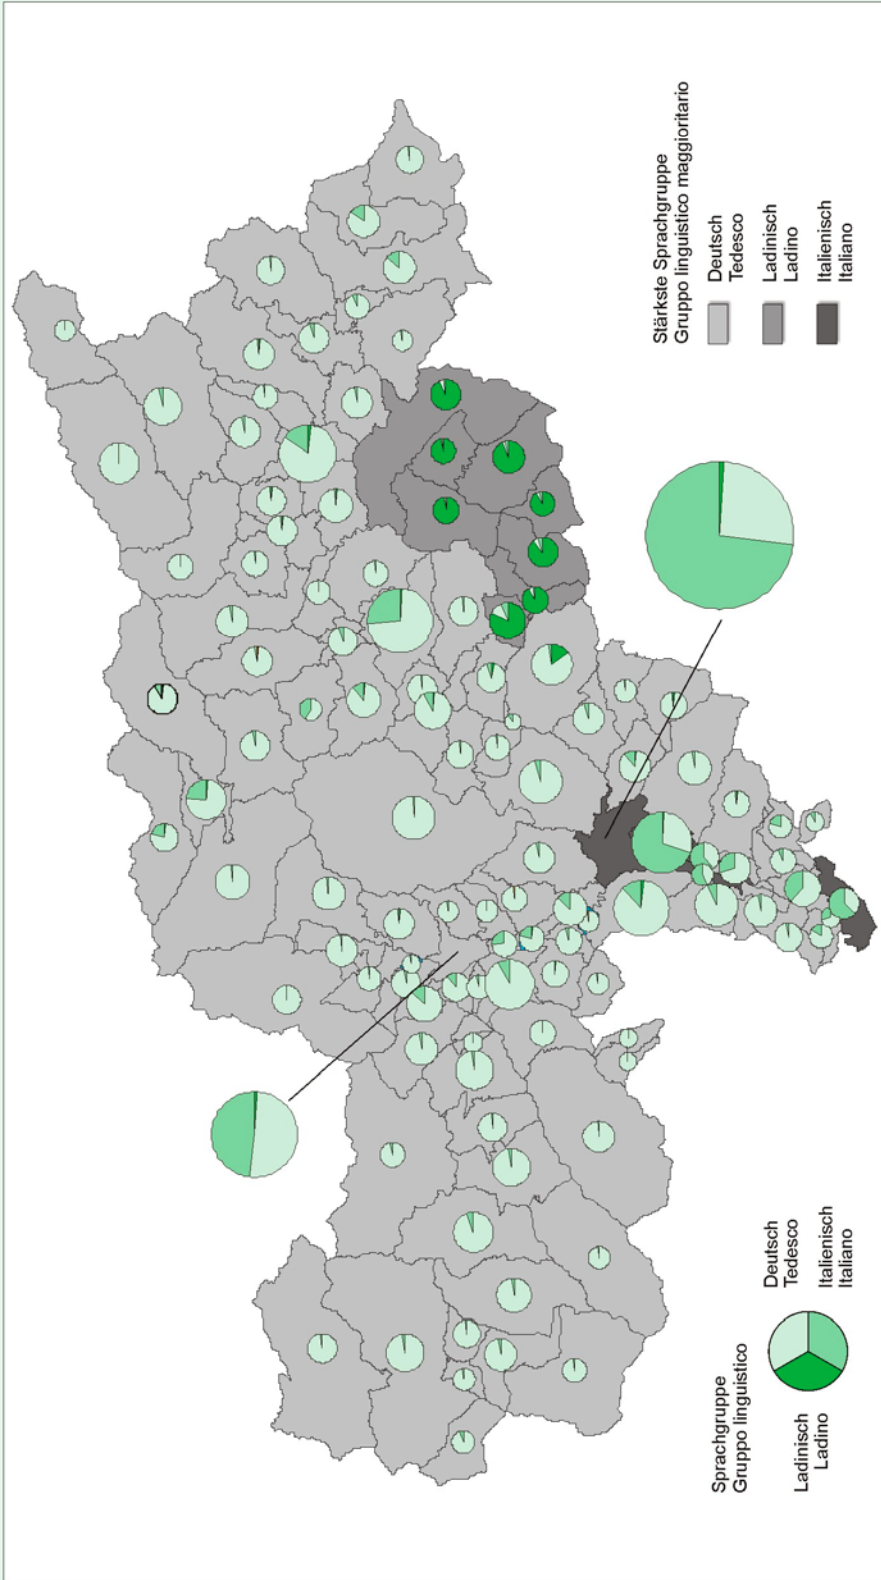 Stärkste Sprachgruppe
Gruppo linguistico maggioritario
Deutsch
Tedesco
Ladinisch
Ladino
Italienisch
Italiano
Sprachgruppe
Gruppo linguistico
Deutsch
Tedesco
Ladinisch
Ladino
Italienisch
Italiano